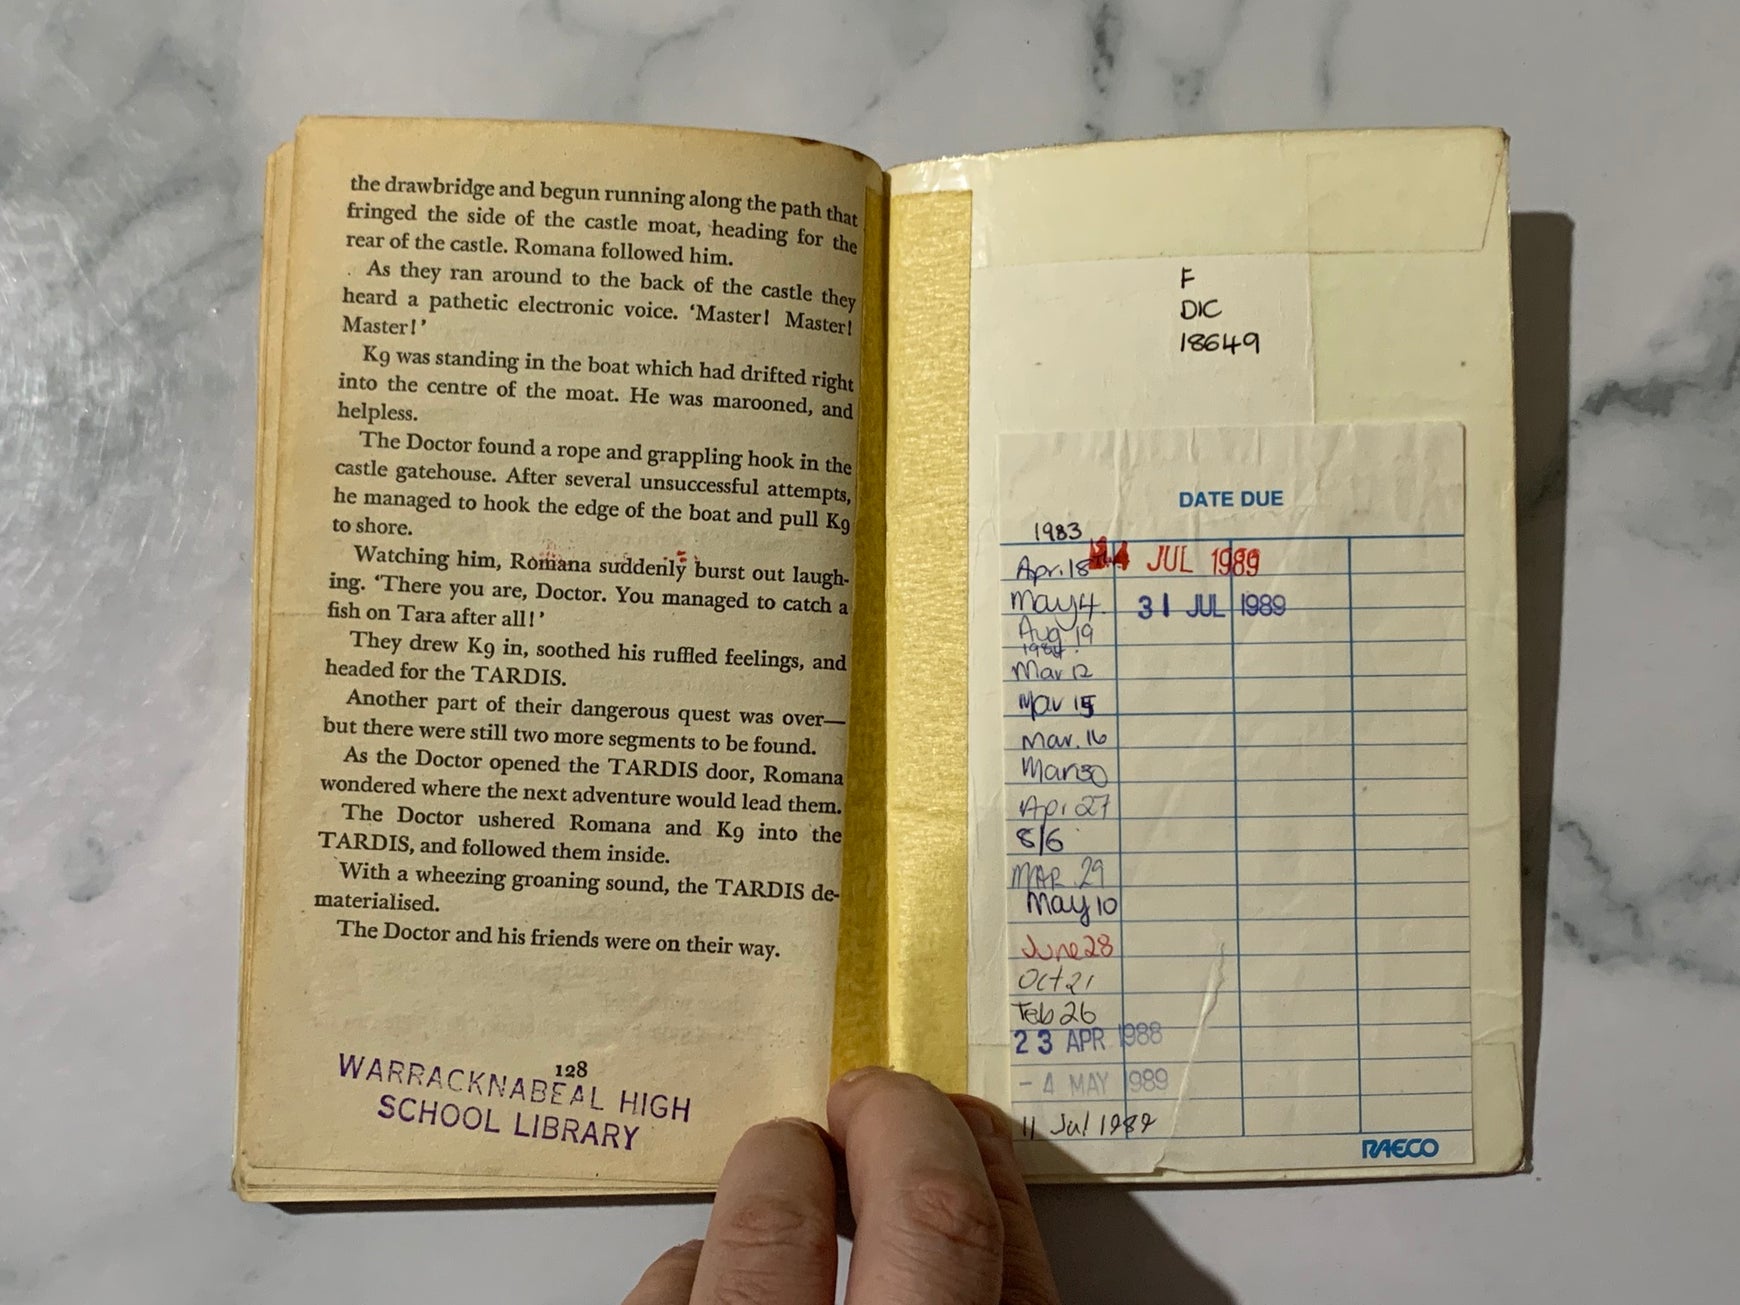 the drawbridge and begun running along the path that
fringed the side of the castle moat, heading for the
rear of the castle. Romana followed him.
As they ran around to the back of the castle they
heard a pathetic electronic voice. ‘Master! Master!
Master!’
K9 was standing in the boat which had drifted right
into the centre of the moat. He was marooned, and
helpless.
The Doctor found a rope and grappling hook in the
castle gatehouse. After several unsuccessful attempts,
he managed to hook the edge of the boat and pull K9
to shore.
Watching him, Romana suddenly burst out laugh-
ing. ‘There you are, Doctor. You managed to catch a
fish on Tara after all!’
They drew K9 in, soothed his ruffled feelings, and
headed for the TARDIS.
Another part of their dangerous quest was over—
but there were still two more segments to be found.
As the Doctor opened the TARDIS door, Romana
wondered where the next adventure would lead them.
The Doctor ushered Romana and K9 into the
TARDIS, and followed them inside.
With a wheezing groaning sound, the TARDIS de-
materialised.
The Doctor and his friends were on their way.
128
WARRACKNABEAL HIGH
SCHOOL LIBRARY
F
DIC
18649
DATE DUE
1983
Apr. 18
JUL 1989
May 4.
31 JUL 1989
Aug 19
1984.
Mar 12
Mar 15
Mar. 16
Mar 30
Apr 27
8/6
MAR 29
May 10
June 28
Oct 21
Feb 26
23 APR 1988
- 4 MAY 1989
11 Jul 1989
RAECO